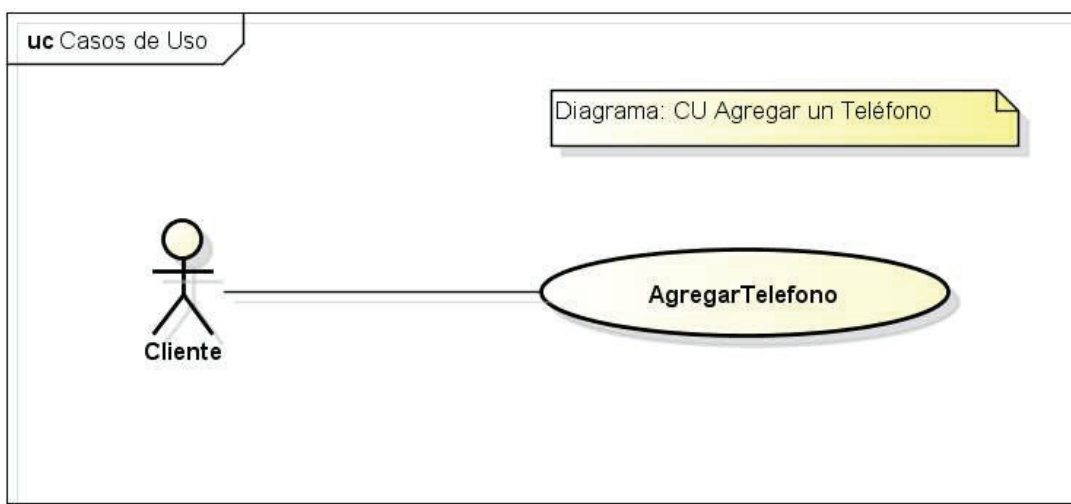 uc Casos de Uso
Diagrama: CU Agregar un Teléfono
AgregarTelefono
Cliente